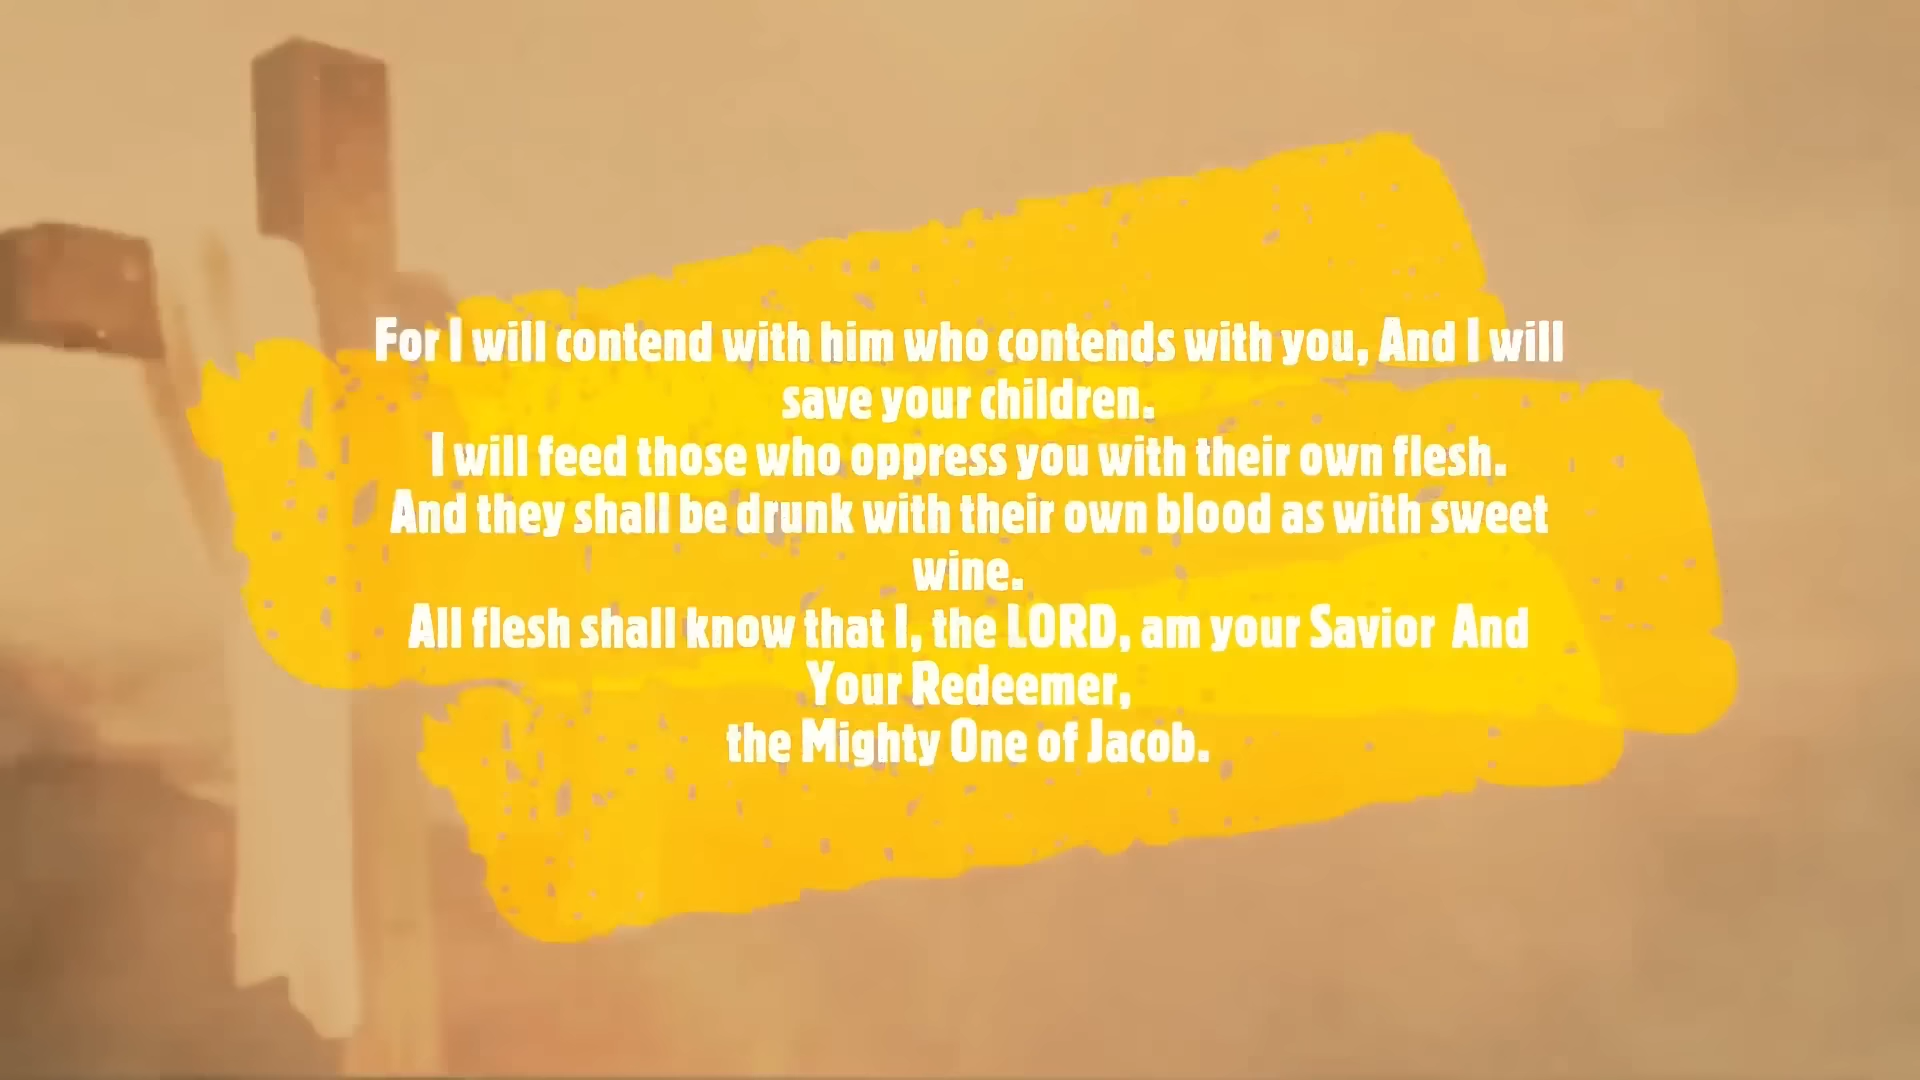 For I will contend with him who contends with you, And I will
save your children.
I will feed those who oppress you with their own flesh.
And they shall be drunk with their own blood as with sweet
wine.
All flesh shall know that I, the LORD, am your Savior And
Your Redeemer,
the Mighty One of Jacob.